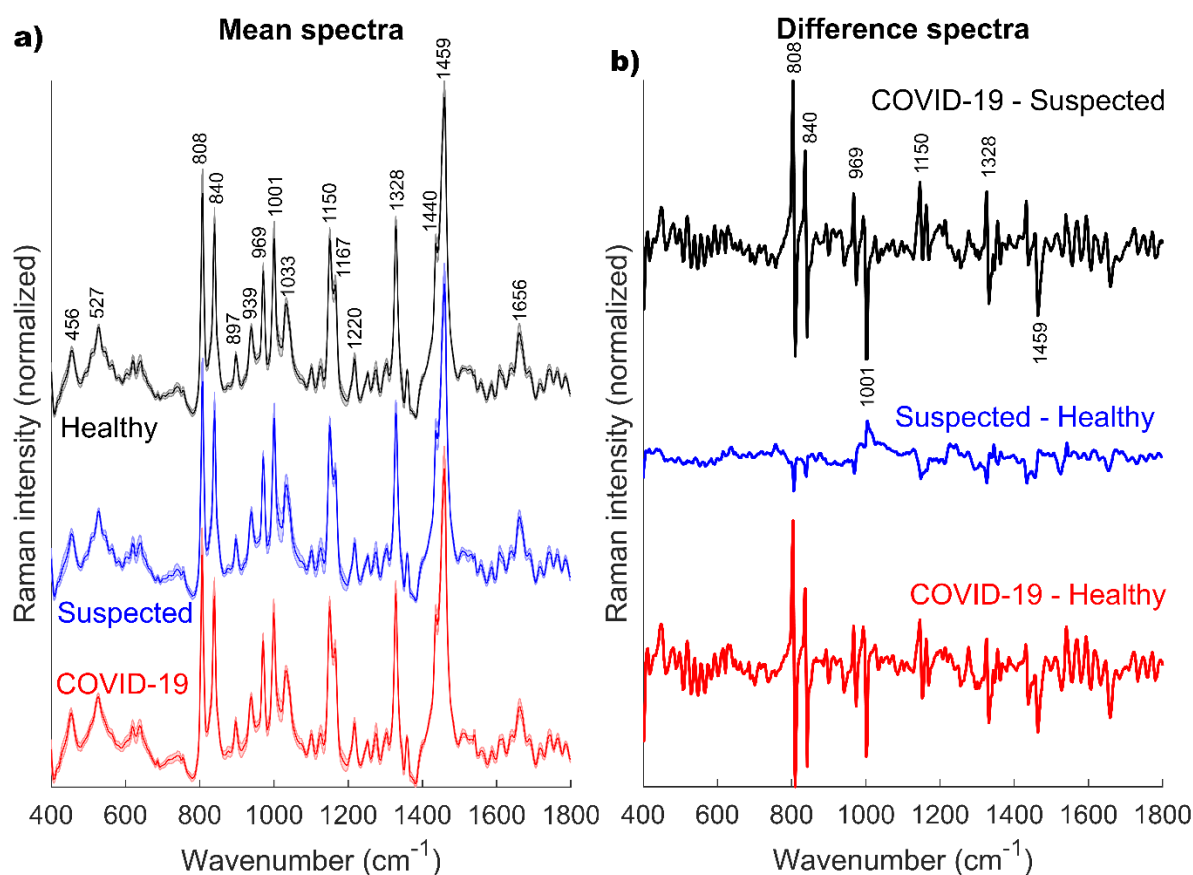 a)
Mean spectra
456
527
808
840
897
939
969
1001
1033
1150
1167
1220
1328
1440
1459
1656
Healthy
Suspected
COVID-19
Raman intensity (normalized)
400 600 800 1000 1200 1400 1600 1800
Wavenumber (cm⁻¹)
b)
Difference spectra
808
840
969
1150
1328
COVID-19 - Suspected
1459
1001
Suspected - Healthy
COVID-19 - Healthy
Raman intensity (normalized)
400 600 800 1000 1200 1400 1600 1800
Wavenumber (cm⁻¹)